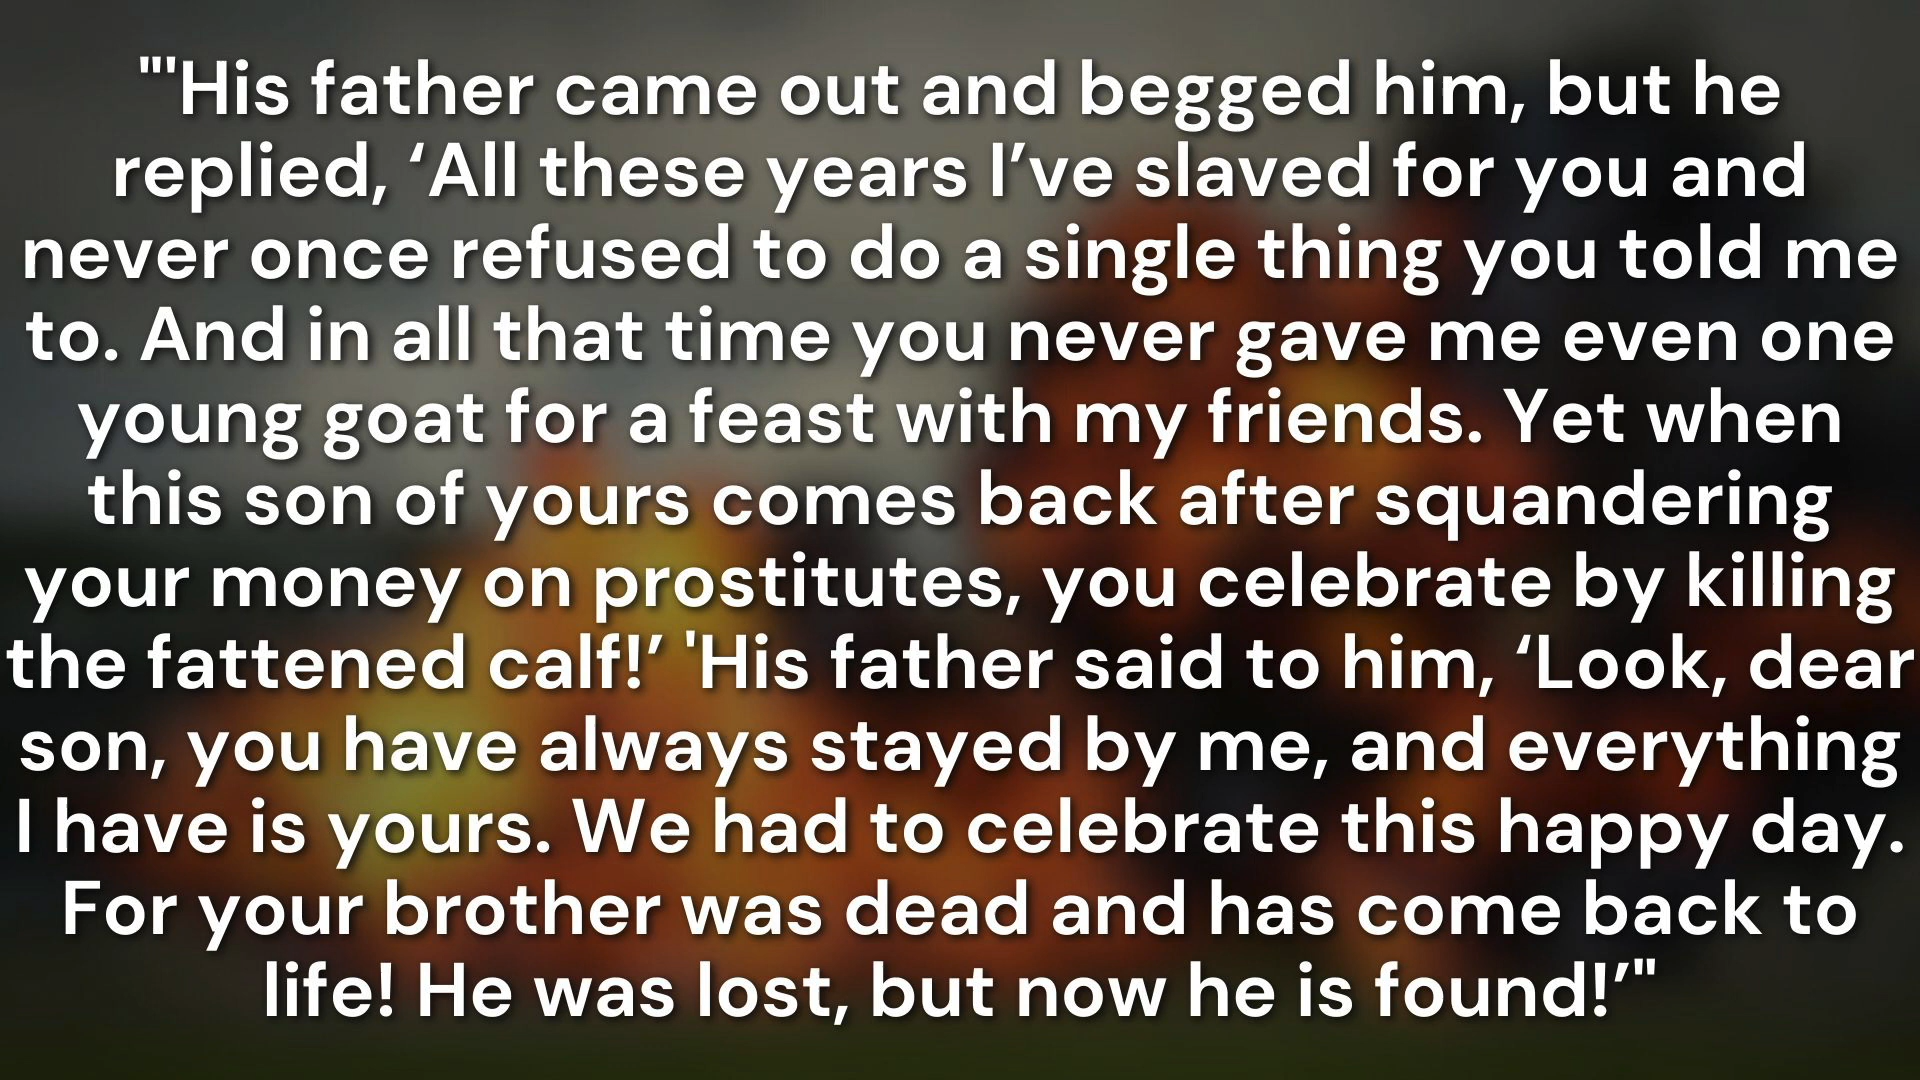 "'His father came out and begged him, but he
replied, ‘All these years I’ve slaved for you and
never once refused to do a single thing you told me
to. And in all that time you never gave me even one
young goat for a feast with my friends. Yet when
this son of yours comes back after squandering
your money on prostitutes, you celebrate by killing
the fattened calf!’ 'His father said to him, ‘Look, dear
son, you have always stayed by me, and everything
I have is yours. We had to celebrate this happy day.
For your brother was dead and has come back to
life! He was lost, but now he is found!’"